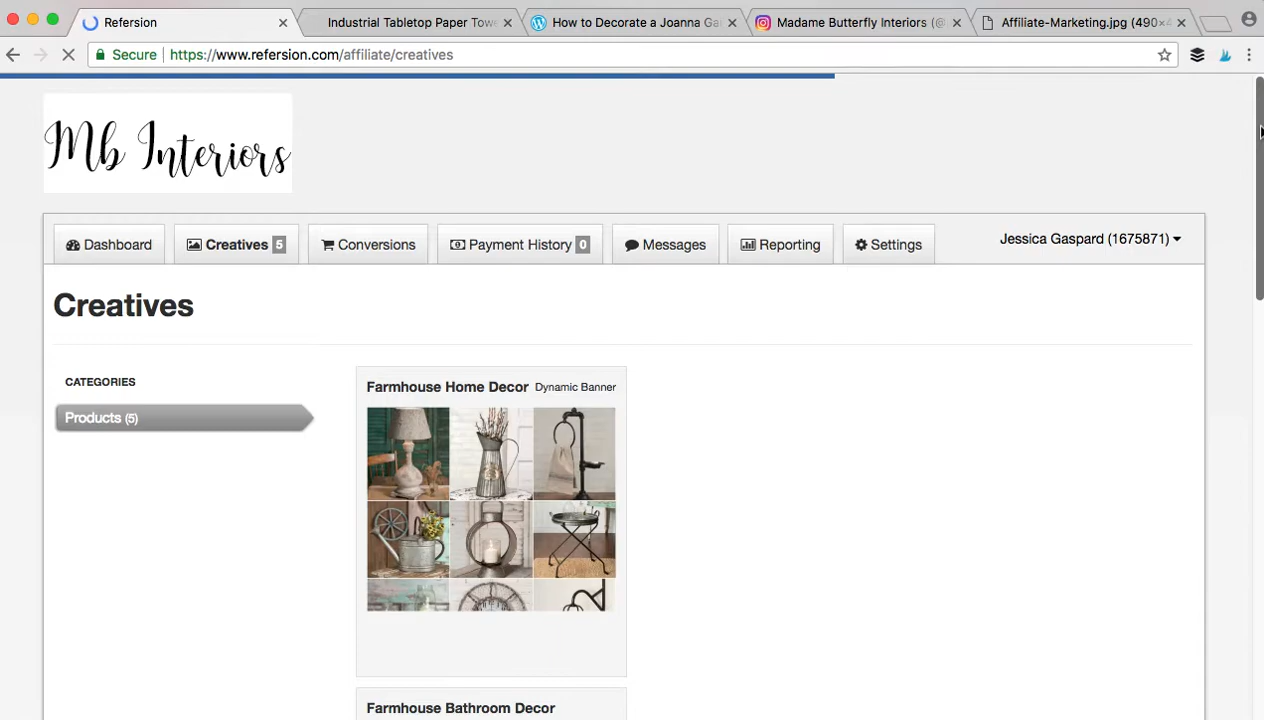 Refersion
Industrial Tabletop Paper Towe
How to Decorate a Joanna Gai
Madame Butterfly Interiors (@
Affiliate-Marketing.jpg (490×4
Secure https://www.refersion.com/affiliate/creatives
Mb Interiors
Dashboard
Creatives 5
Conversions
Payment History 0
Messages
Reporting
Settings
Jessica Gaspard (1675871)
Creatives
CATEGORIES
Products (5)
Farmhouse Home Decor Dynamic Banner
Farmhouse Bathroom Decor